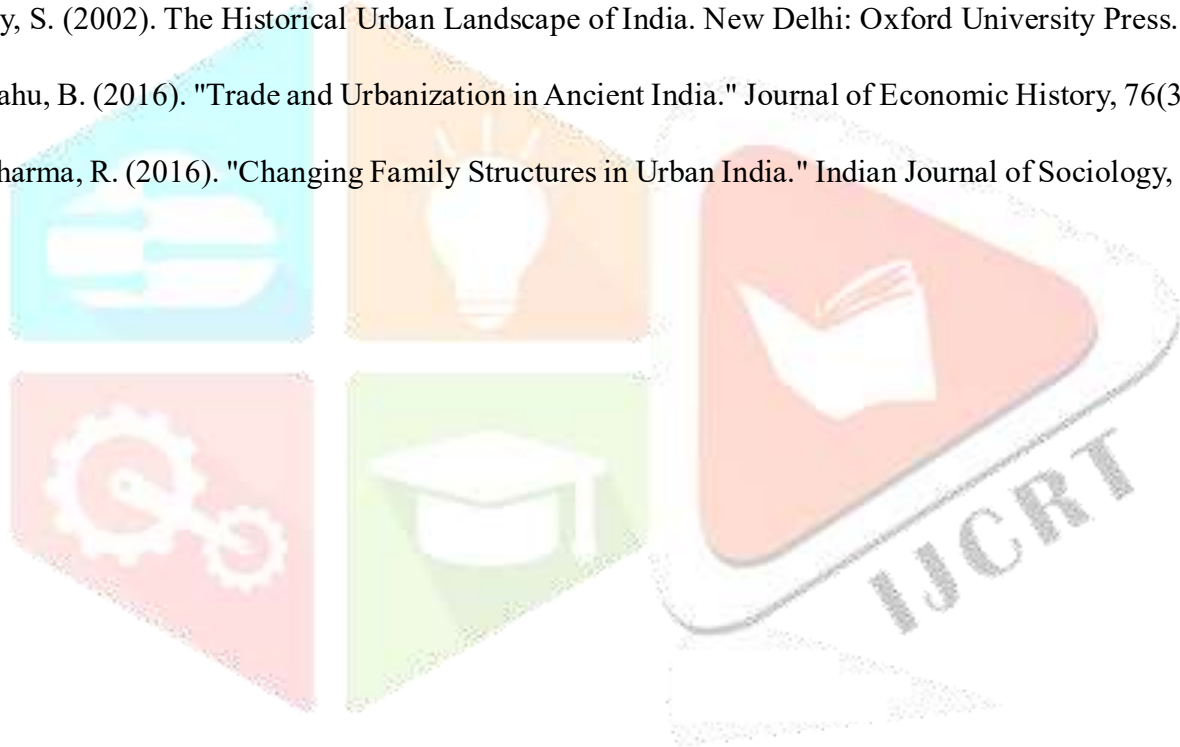 y, S. (2002). The Historical Urban Landscape of India. New Delhi: Oxford University Press.
ahu, B. (2016). "Trade and Urbanization in Ancient India." Journal of Economic History, 76(3
harma, R. (2016). "Changing Family Structures in Urban India." Indian Journal of Sociology,
IJCRT